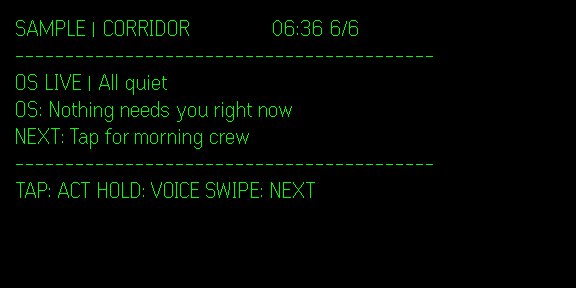 SAMPLE | CORRIDOR 06:36 6/6
------------------------------------------
OS LIVE | All quiet
OS: Nothing needs you right now
NEXT: Tap for morning crew
------------------------------------------
TAP: ACT HOLD: VOICE SWIPE: NEXT